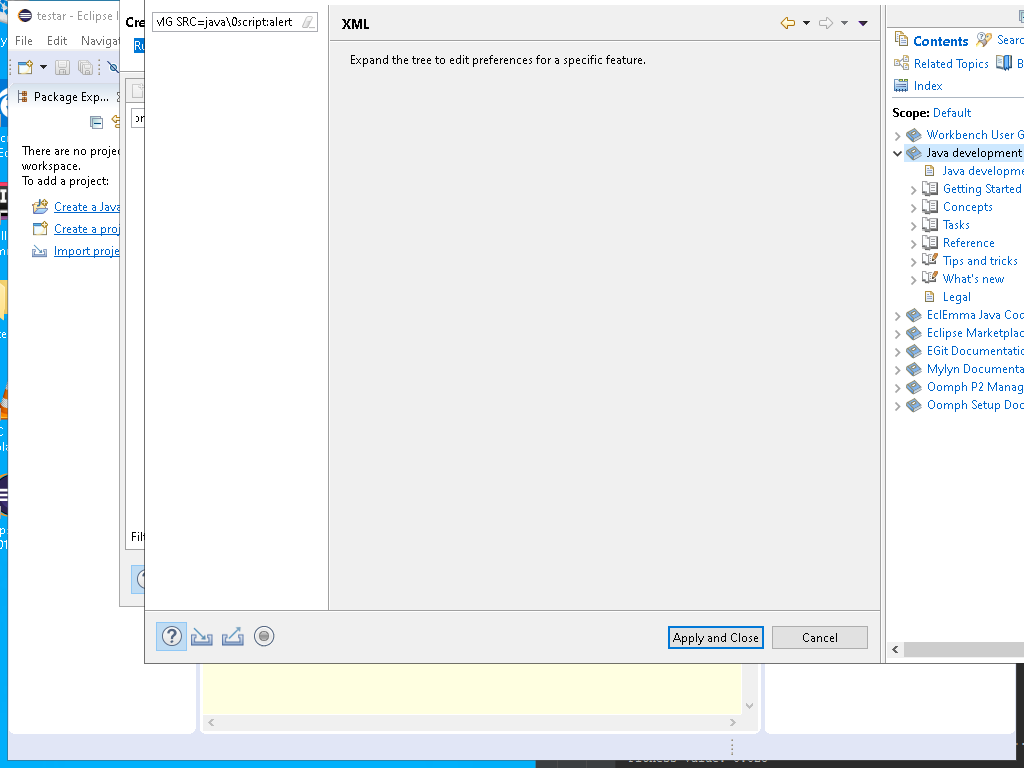 testar - Eclipse I
File Edit Navigat
Package Exp...
There are no proje
workspace.
To add a project:
Create a Java
Create a proj
Import proje
Cre
Ru
Filt
MG SRC=java\0script:alert
XML
Expand the tree to edit preferences for a specific feature.
Apply and Close
Cancel
Contents
Searc
Related Topics
B
Index
Scope: Default
Workbench User G
Java development
Java developme
Getting Started
Concepts
Tasks
Reference
Tips and tricks
What's new
Legal
EclEmma Java Cod
Eclipse Marketplac
EGit Documentatio
Mylyn Documenta
Oomph P2 Manag
Oomph Setup Doc